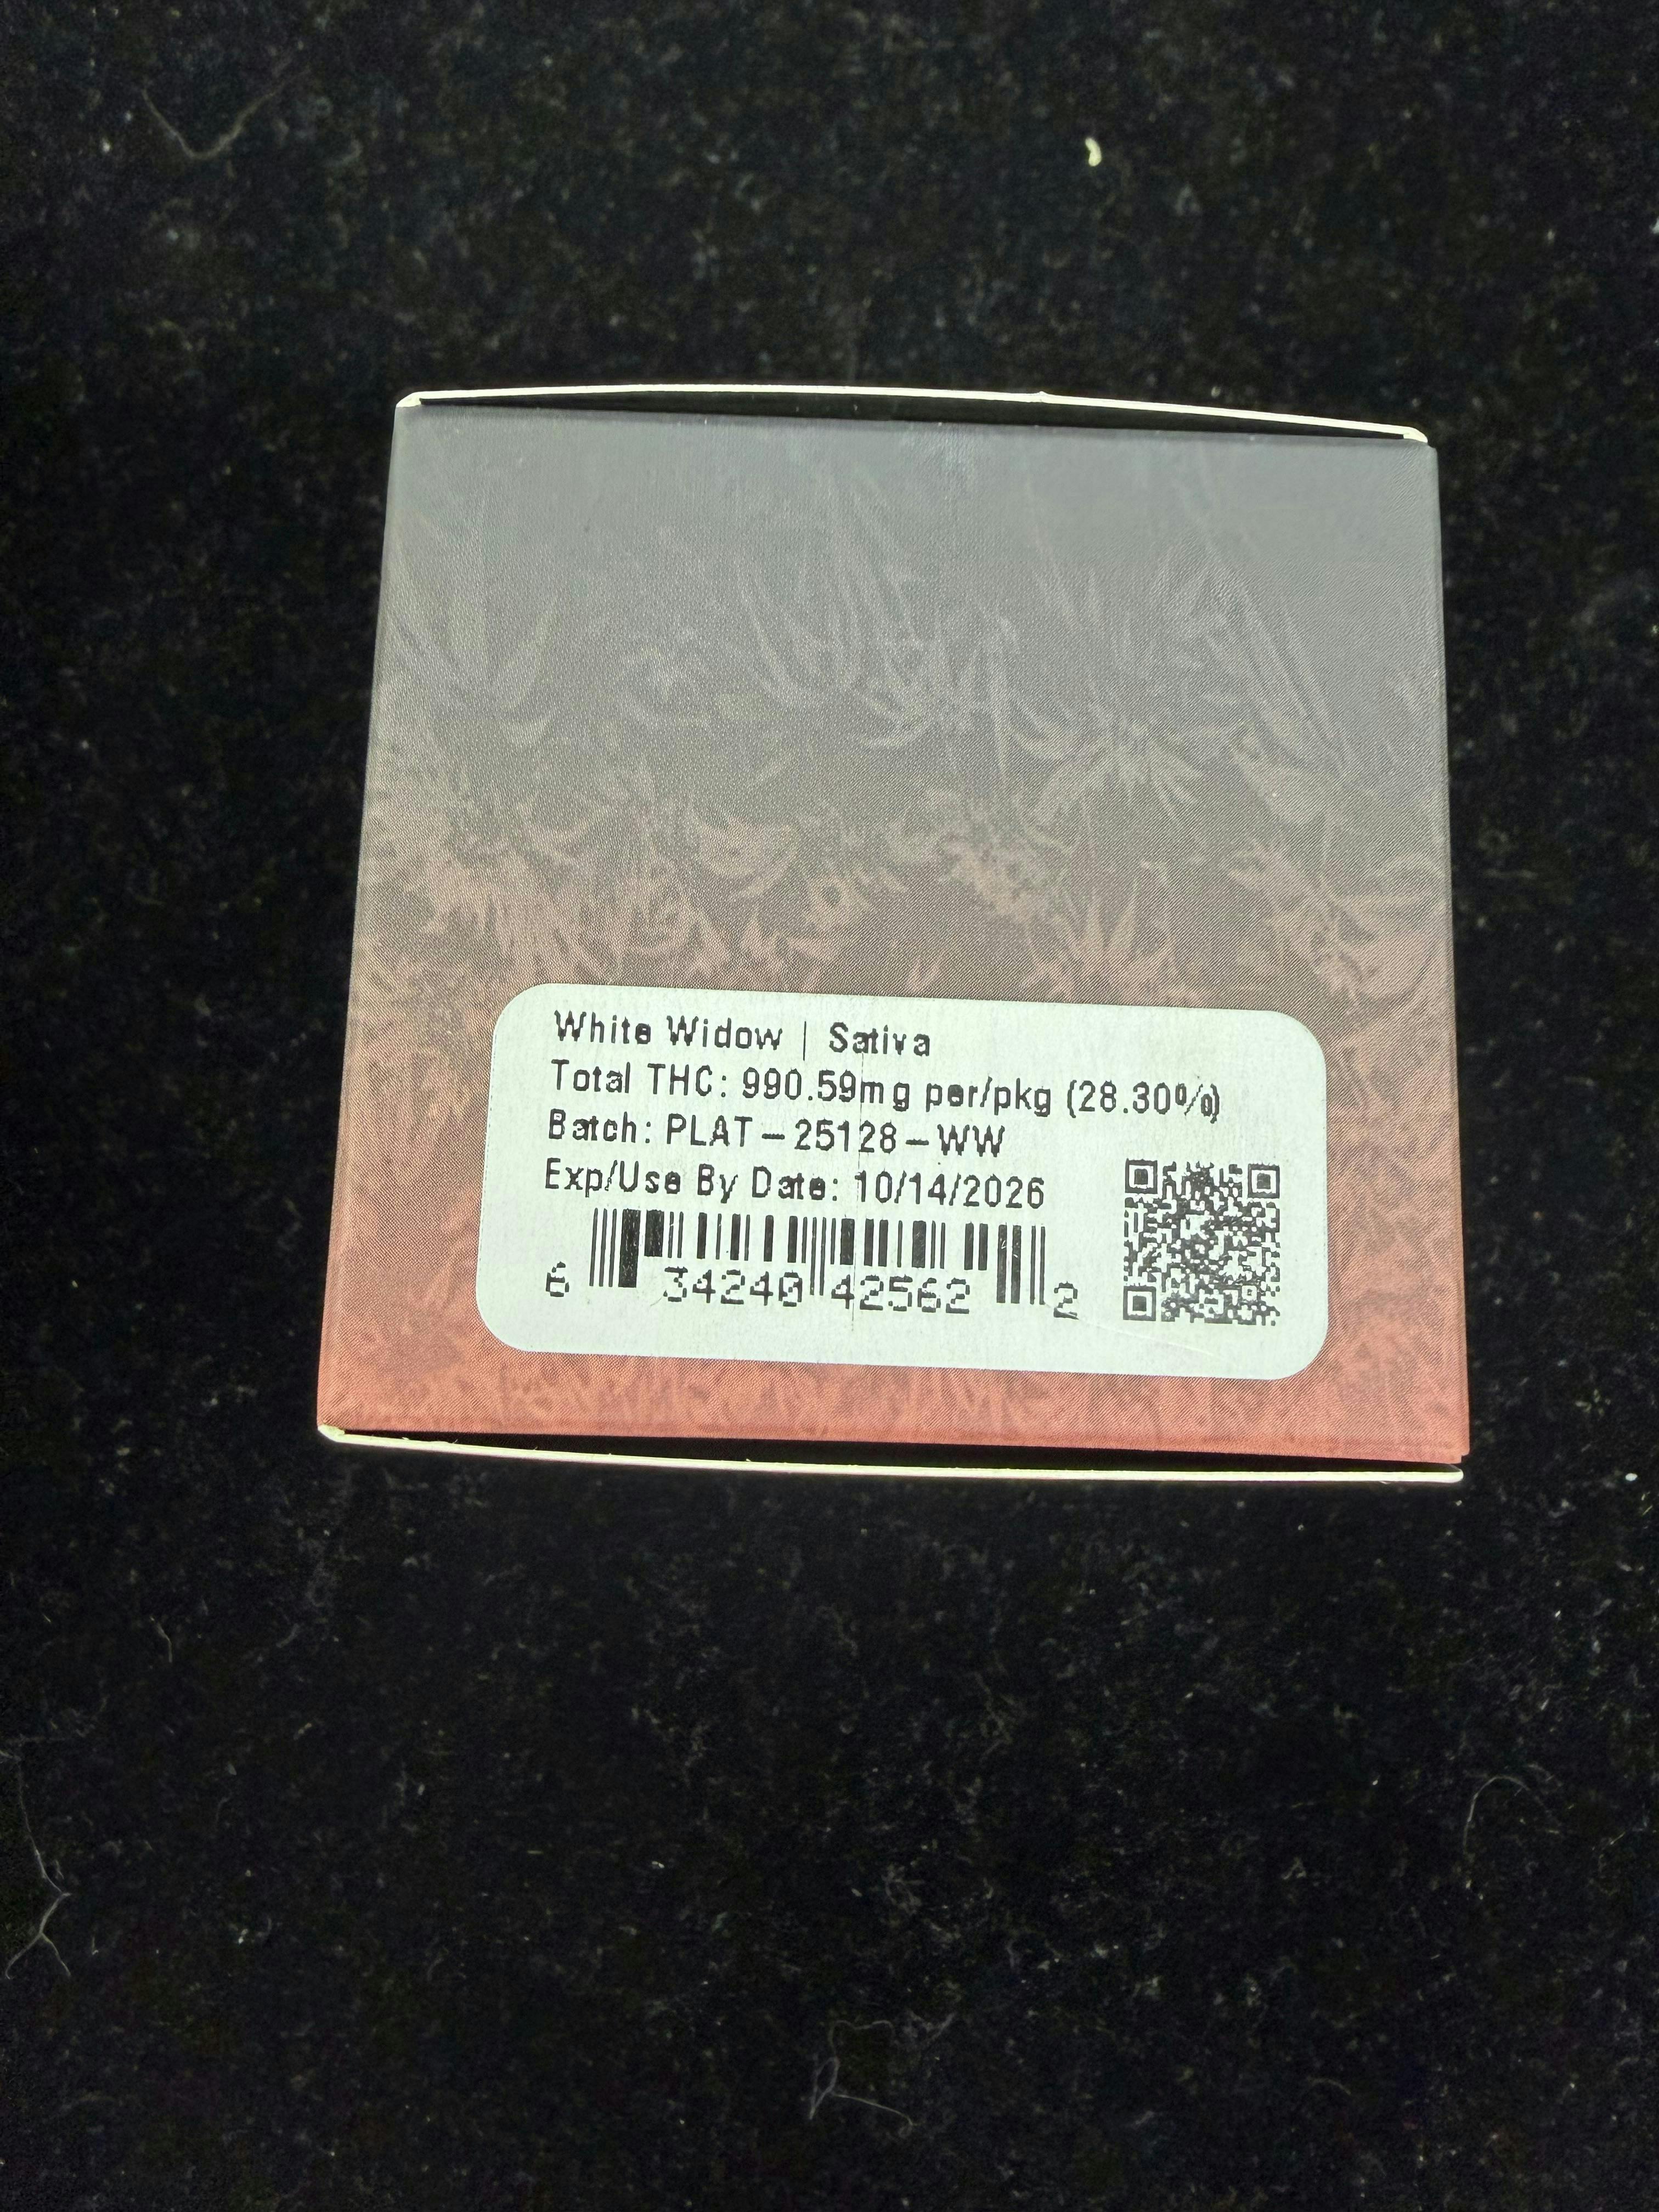 White Widow | Sativa
Total THC: 990.59mg per/pkg (28.30%)
Batch: PLAT-25128-WW
Exp/Use By Date: 10/14/2026
6 34240 42562 2